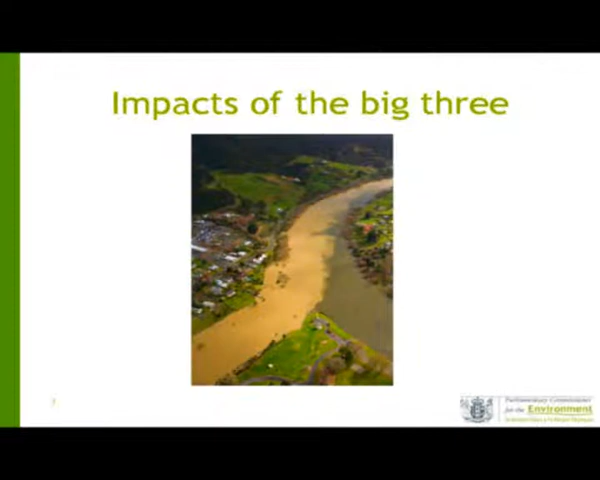 Impacts of the big three
Parliamentary Commissioner
for the Environment